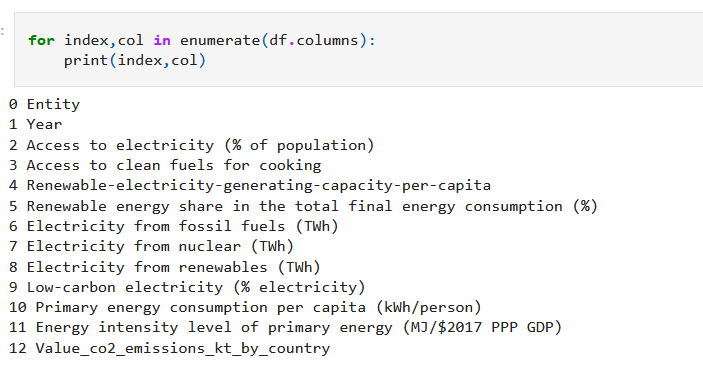 :
for index,col in enumerate(df.columns):
    print(index,col)
0 Entity
1 Year
2 Access to electricity (% of population)
3 Access to clean fuels for cooking
4 Renewable-electricity-generating-capacity-per-capita
5 Renewable energy share in the total final energy consumption (%)
6 Electricity from fossil fuels (TWh)
7 Electricity from nuclear (TWh)
8 Electricity from renewables (TWh)
9 Low-carbon electricity (% electricity)
10 Primary energy consumption per capita (kWh/person)
11 Energy intensity level of primary energy (MJ/$2017 PPP GDP)
12 Value_co2_emissions_kt_by_country